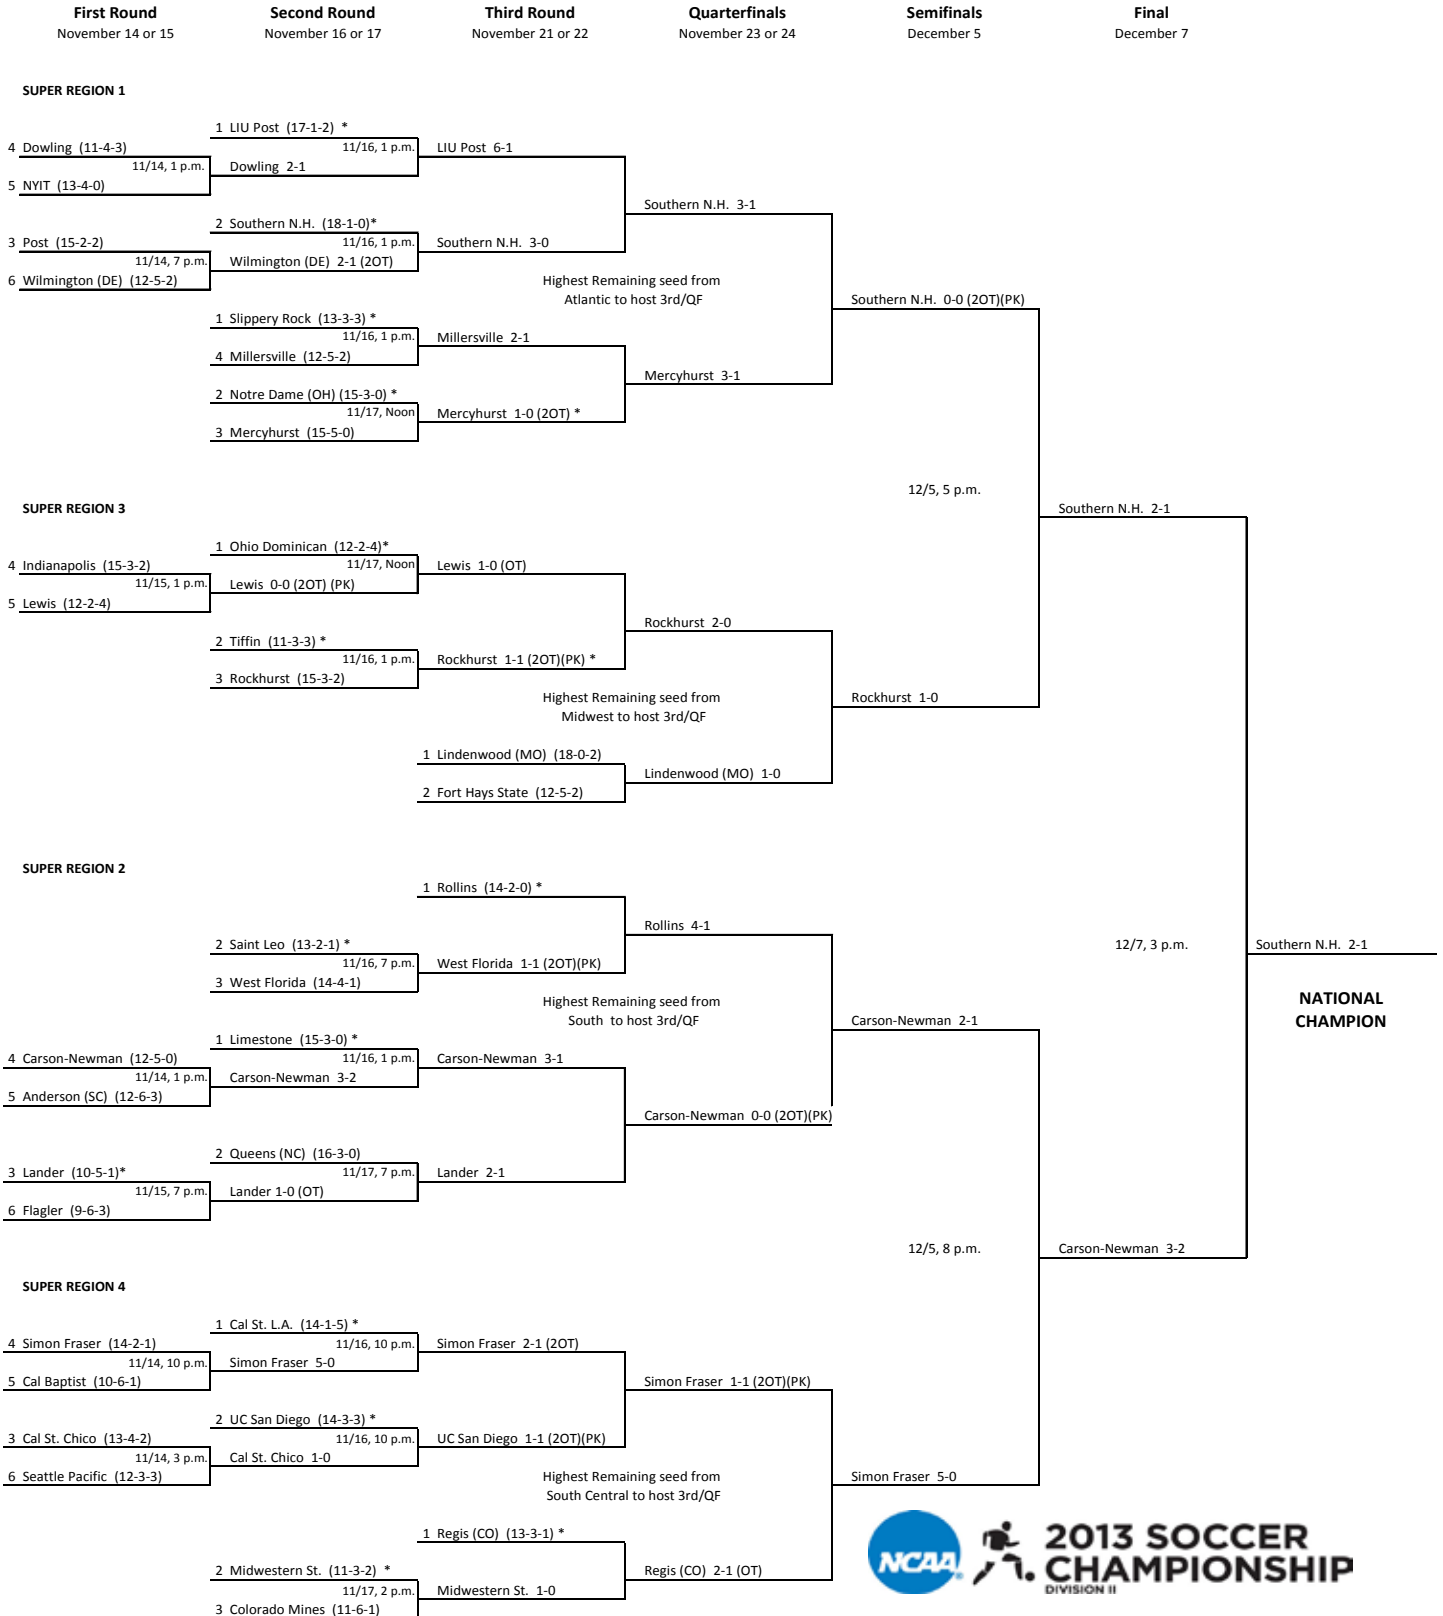 First Round Second Round Third Round Quarterfinals Semifinals Final
November 14 or 15 November 16 or 17 November 21 or 22 November 23 or 24 December 5 December 7
SUPER REGION 1
1 LIU Post (17-1-2) *
4 Dowling (11-4-3) 11/16, 1 p.m. LIU Post 6-1
11/14, 1 p.m. Dowling 2-1
5 NYIT (13-4-0)
Southern N.H. 3-1
2 Southern N.H. (18-1-0)*
3 Post (15-2-2) 11/16, 1 p.m. Southern N.H. 3-0
11/14, 7 p.m. Wilmington (DE) 2-1 (2OT)
6 Wilmington (DE) (12-5-2) Highest Remaining seed from
Atlantic to host 3rd/QF Southern N.H. 0-0 (2OT)(PK)
1 Slippery Rock (13-3-3) *
11/16, 1 p.m. Millersville 2-1
4 Millersville (12-5-2)
Mercyhurst 3-1
2 Notre Dame (OH) (15-3-0) *
11/17, Noon Mercyhurst 1-0 (2OT) *
3 Mercyhurst (15-5-0)
12/5, 5 p.m.
SUPER REGION 3 Southern N.H. 2-1
1 Ohio Dominican (12-2-4)*
4 Indianapolis (15-3-2) 11/17, Noon Lewis 1-0 (OT)
11/15, 1 p.m. Lewis 0-0 (2OT) (PK)
5 Lewis (12-2-4)
Rockhurst 2-0
2 Tiffin (11-3-3) *
11/16, 1 p.m. Rockhurst 1-1 (2OT)(PK) *
3 Rockhurst (15-3-2)
Highest Remaining seed from Rockhurst 1-0
Midwest to host 3rd/QF
1 Lindenwood (MO) (18-0-2)
Lindenwood (MO) 1-0
2 Fort Hays State (12-5-2)
SUPER REGION 2
1 Rollins (14-2-0) *
Rollins 4-1
2 Saint Leo (13-2-1) * 12/7, 3 p.m. Southern N.H. 2-1
11/16, 7 p.m. West Florida 1-1 (2OT)(PK)
3 West Florida (14-4-1)
Highest Remaining seed from NATIONAL
South to host 3rd/QF Carson-Newman 2-1 CHAMPION
1 Limestone (15-3-0) *
4 Carson-Newman (12-5-0) 11/16, 1 p.m. Carson-Newman 3-1
11/14, 1 p.m. Carson-Newman 3-2
5 Anderson (SC) (12-6-3)
Carson-Newman 0-0 (2OT)(PK)
2 Queens (NC) (16-3-0)
3 Lander (10-5-1)* 11/17, 7 p.m. Lander 2-1
11/15, 7 p.m. Lander 1-0 (OT)
6 Flagler (9-6-3)
12/5, 8 p.m. Carson-Newman 3-2
SUPER REGION 4
1 Cal St. L.A. (14-1-5) *
4 Simon Fraser (14-2-1) 11/16, 10 p.m. Simon Fraser 2-1 (2OT)
11/14, 10 p.m. Simon Fraser 5-0
5 Cal Baptist (10-6-1) Simon Fraser 1-1 (2OT)(PK)
2 UC San Diego (14-3-3) *
3 Cal St. Chico (13-4-2) 11/16, 10 p.m. UC San Diego 1-1 (2OT)(PK)
11/14, 3 p.m. Cal St. Chico 1-0
6 Seattle Pacific (12-3-3) Highest Remaining seed from Simon Fraser 5-0
South Central to host 3rd/QF
1 Regis (CO) (13-3-1) *
2 Midwestern St. (11-3-2) * Regis (CO) 2-1 (OT)
11/17, 2 p.m. Midwestern St. 1-0
3 Colorado Mines (11-6-1)
NCAA 2013 SOCCER
CHAMPIONSHIP
DIVISION II